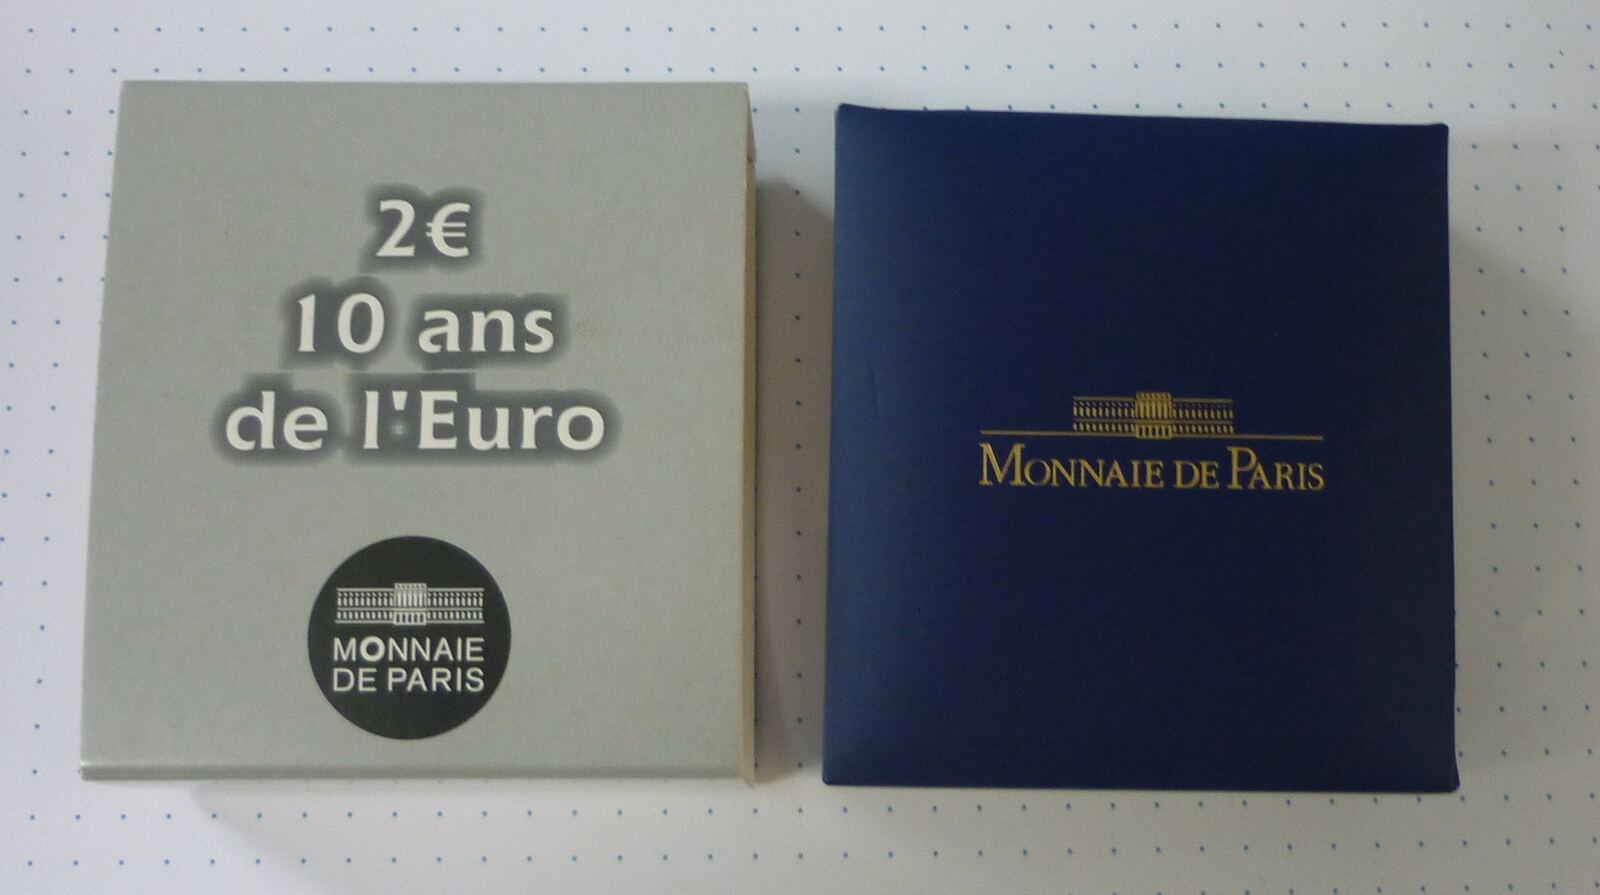 2€
10 ans
de l'Euro
MONNAIE
DE PARIS
MONNAIE DE PARIS